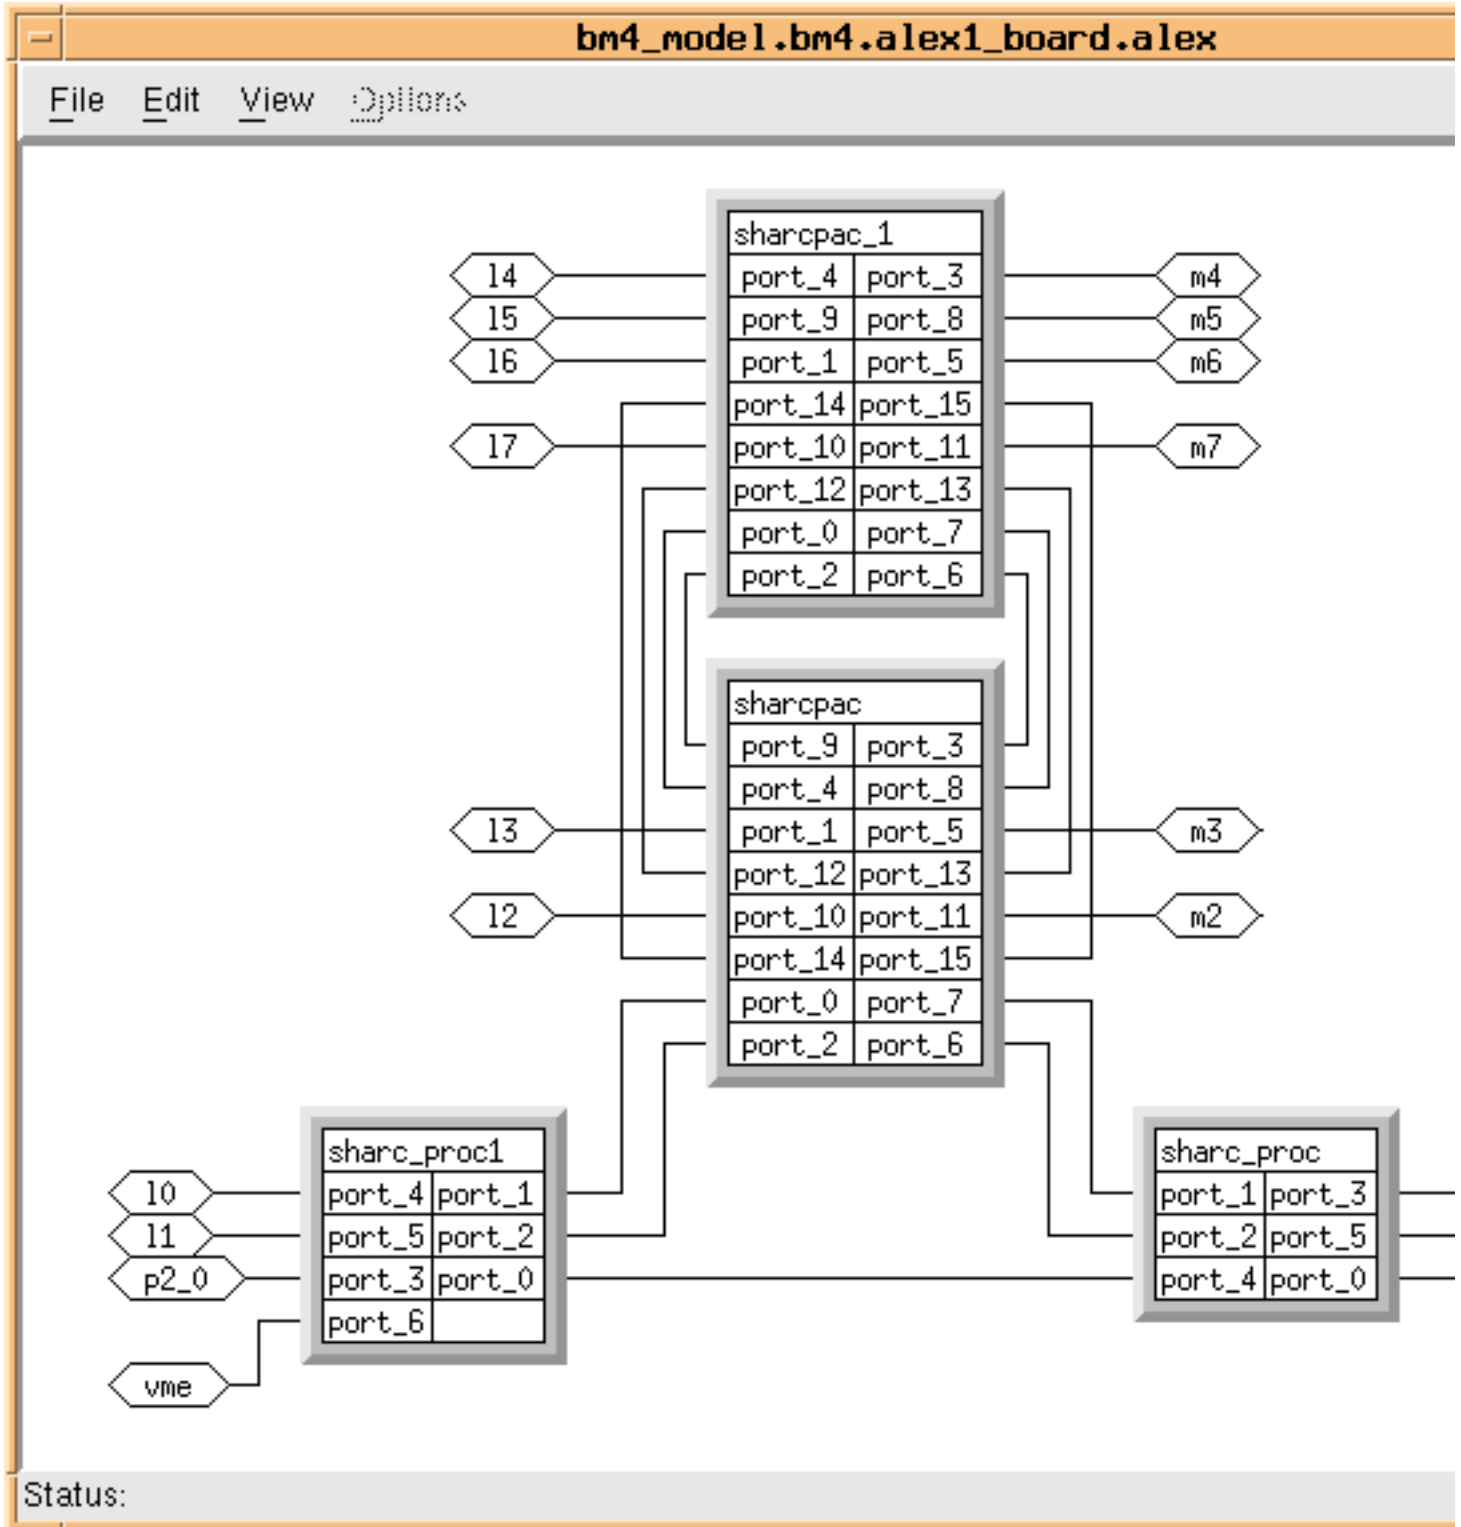 bm4_model.bm4.alex1_board.alex
File Edit View Options
sharcpac_1
l4 port_4 port_3 m4
l5 port_9 port_8 m5
l6 port_1 port_5 m6
port_14 port_15
l7 port_10 port_11 m7
port_12 port_13
port_0 port_7
port_2 port_6
sharcpac
port_9 port_3
port_4 port_8
l3 port_1 port_5 m3
port_12 port_13
l2 port_10 port_11 m2
port_14 port_15
port_0 port_7
port_2 port_6
sharc_proc1
l0 port_4 port_1
l1 port_5 port_2
p2_0 port_3 port_0
port_6
vme
sharc_proc
port_1 port_3
port_2 port_5
port_4 port_0
Status: